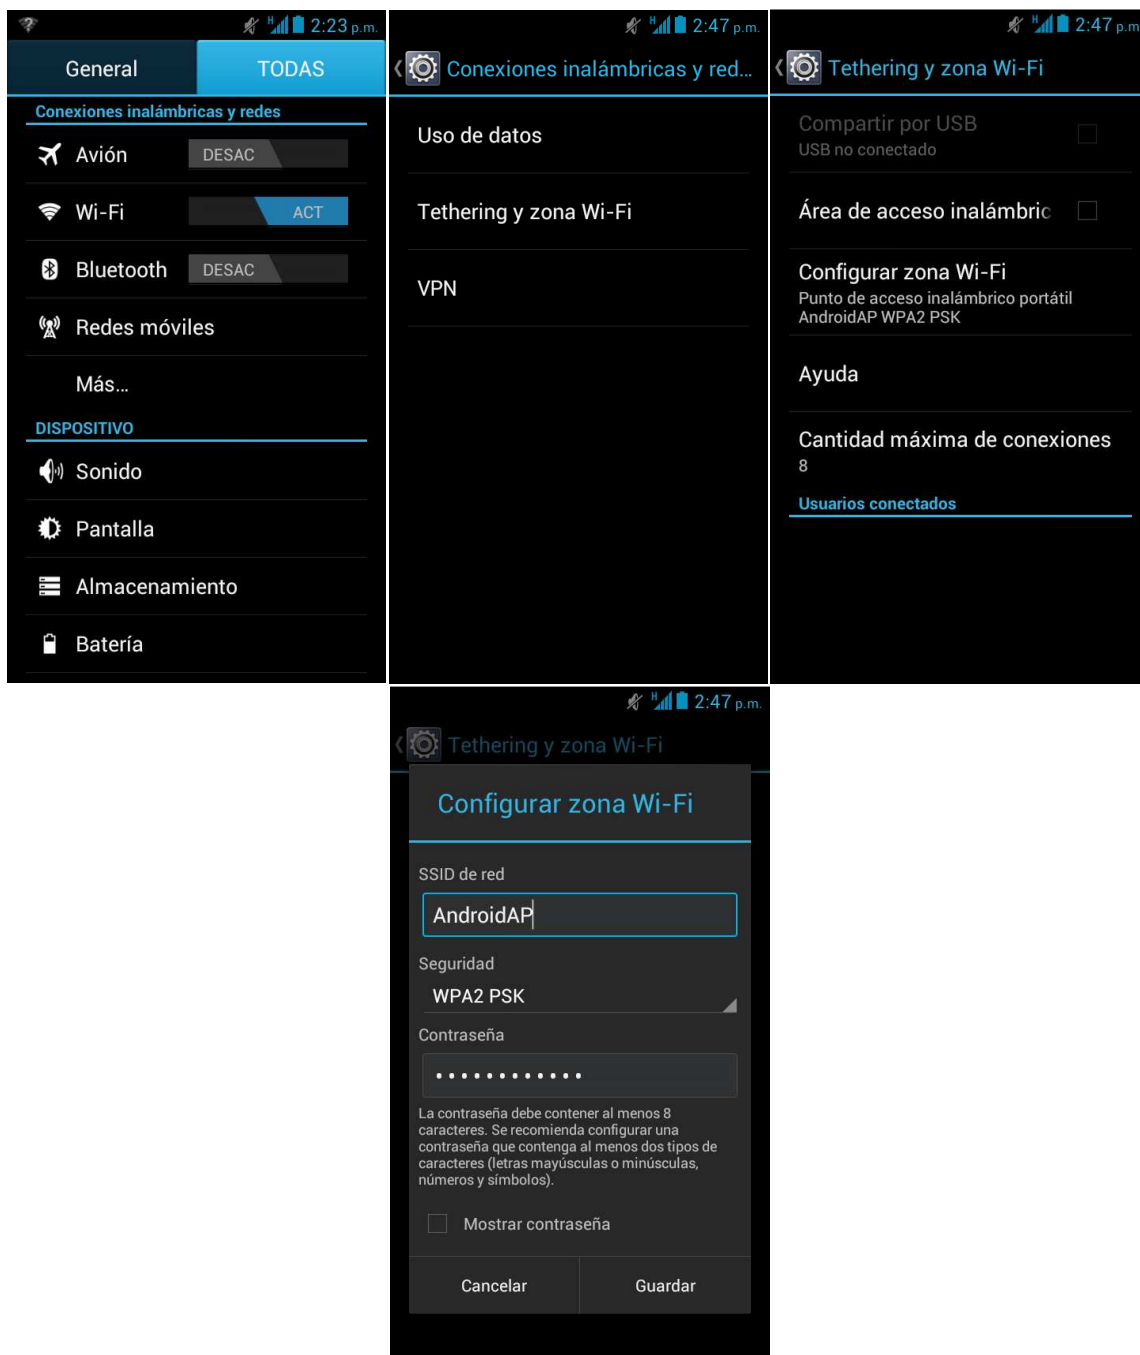 H 2:23 p.m.
General TODAS
Conexiones inalámbricas y redes
Avión DESAC
Wi-Fi ACT
Bluetooth DESAC
Redes móviles
Más...
DISPOSITIVO
Sonido
Pantalla
Almacenamiento
Batería
H 2:47 p.m.
Conexiones inalámbricas y red...
Uso de datos
Tethering y zona Wi-Fi
VPN
H 2:47 p.m
Tethering y zona Wi-Fi
Compartir por USB
USB no conectado
Área de acceso inalámbric
Configurar zona Wi-Fi
Punto de acceso inalámbrico portátil
AndroidAP WPA2 PSK
Ayuda
Cantidad máxima de conexiones
8
Usuarios conectados
H 2:47 p.m.
Tethering y zona Wi-Fi
Configurar zona Wi-Fi
SSID de red
AndroidAP
Seguridad
WPA2 PSK
Contraseña
••••••••••••
La contraseña debe contener al menos 8
caracteres. Se recomienda configurar una
contraseña que contenga al menos dos tipos de
caracteres (letras mayúsculas o minúsculas,
números y símbolos).
Mostrar contraseña
Cancelar Guardar